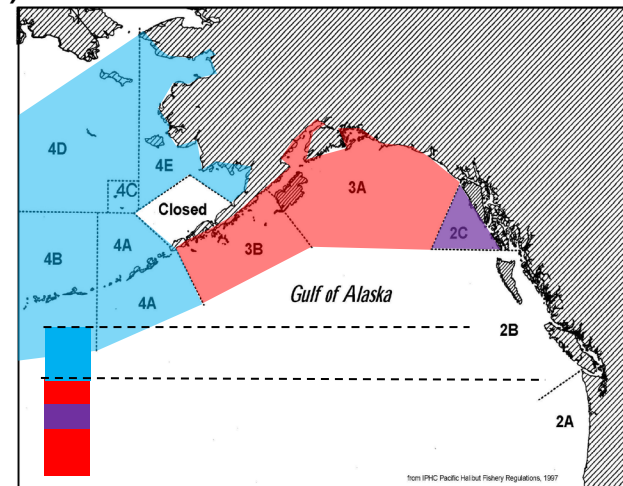 4D
4E
4C
3A
Closed
2C
4A
4B
3B
4A
Gulf of Alaska
2B
2A
from IPHC Pacific Halibut Fishery Regulations, 1997